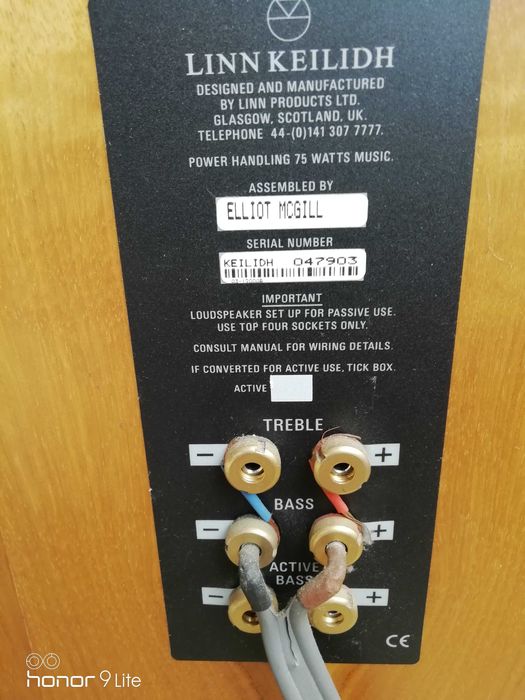 LINN KEILIDH
DESIGNED AND MANUFACTURED
BY LINN PRODUCTS LTD.
GLASGOW, SCOTLAND, UK.
TELEPHONE 44-(0)141 307 7777.
POWER HANDLING 75 WATTS MUSIC.
ASSEMBLED BY
ELLIOT MCGILL
SERIAL NUMBER
KEILIDH 047903
IMPORTANT
LOUDSPEAKER SET UP FOR PASSIVE USE.
USE TOP FOUR SOCKETS ONLY.
CONSULT MANUAL FOR WIRING DETAILS.
IF CONVERTED FOR ACTIVE USE, TICK BOX.
ACTIVE
TREBLE
− +
BASS
− +
ACTIVE
BASS
− +
CE
honor 9 Lite